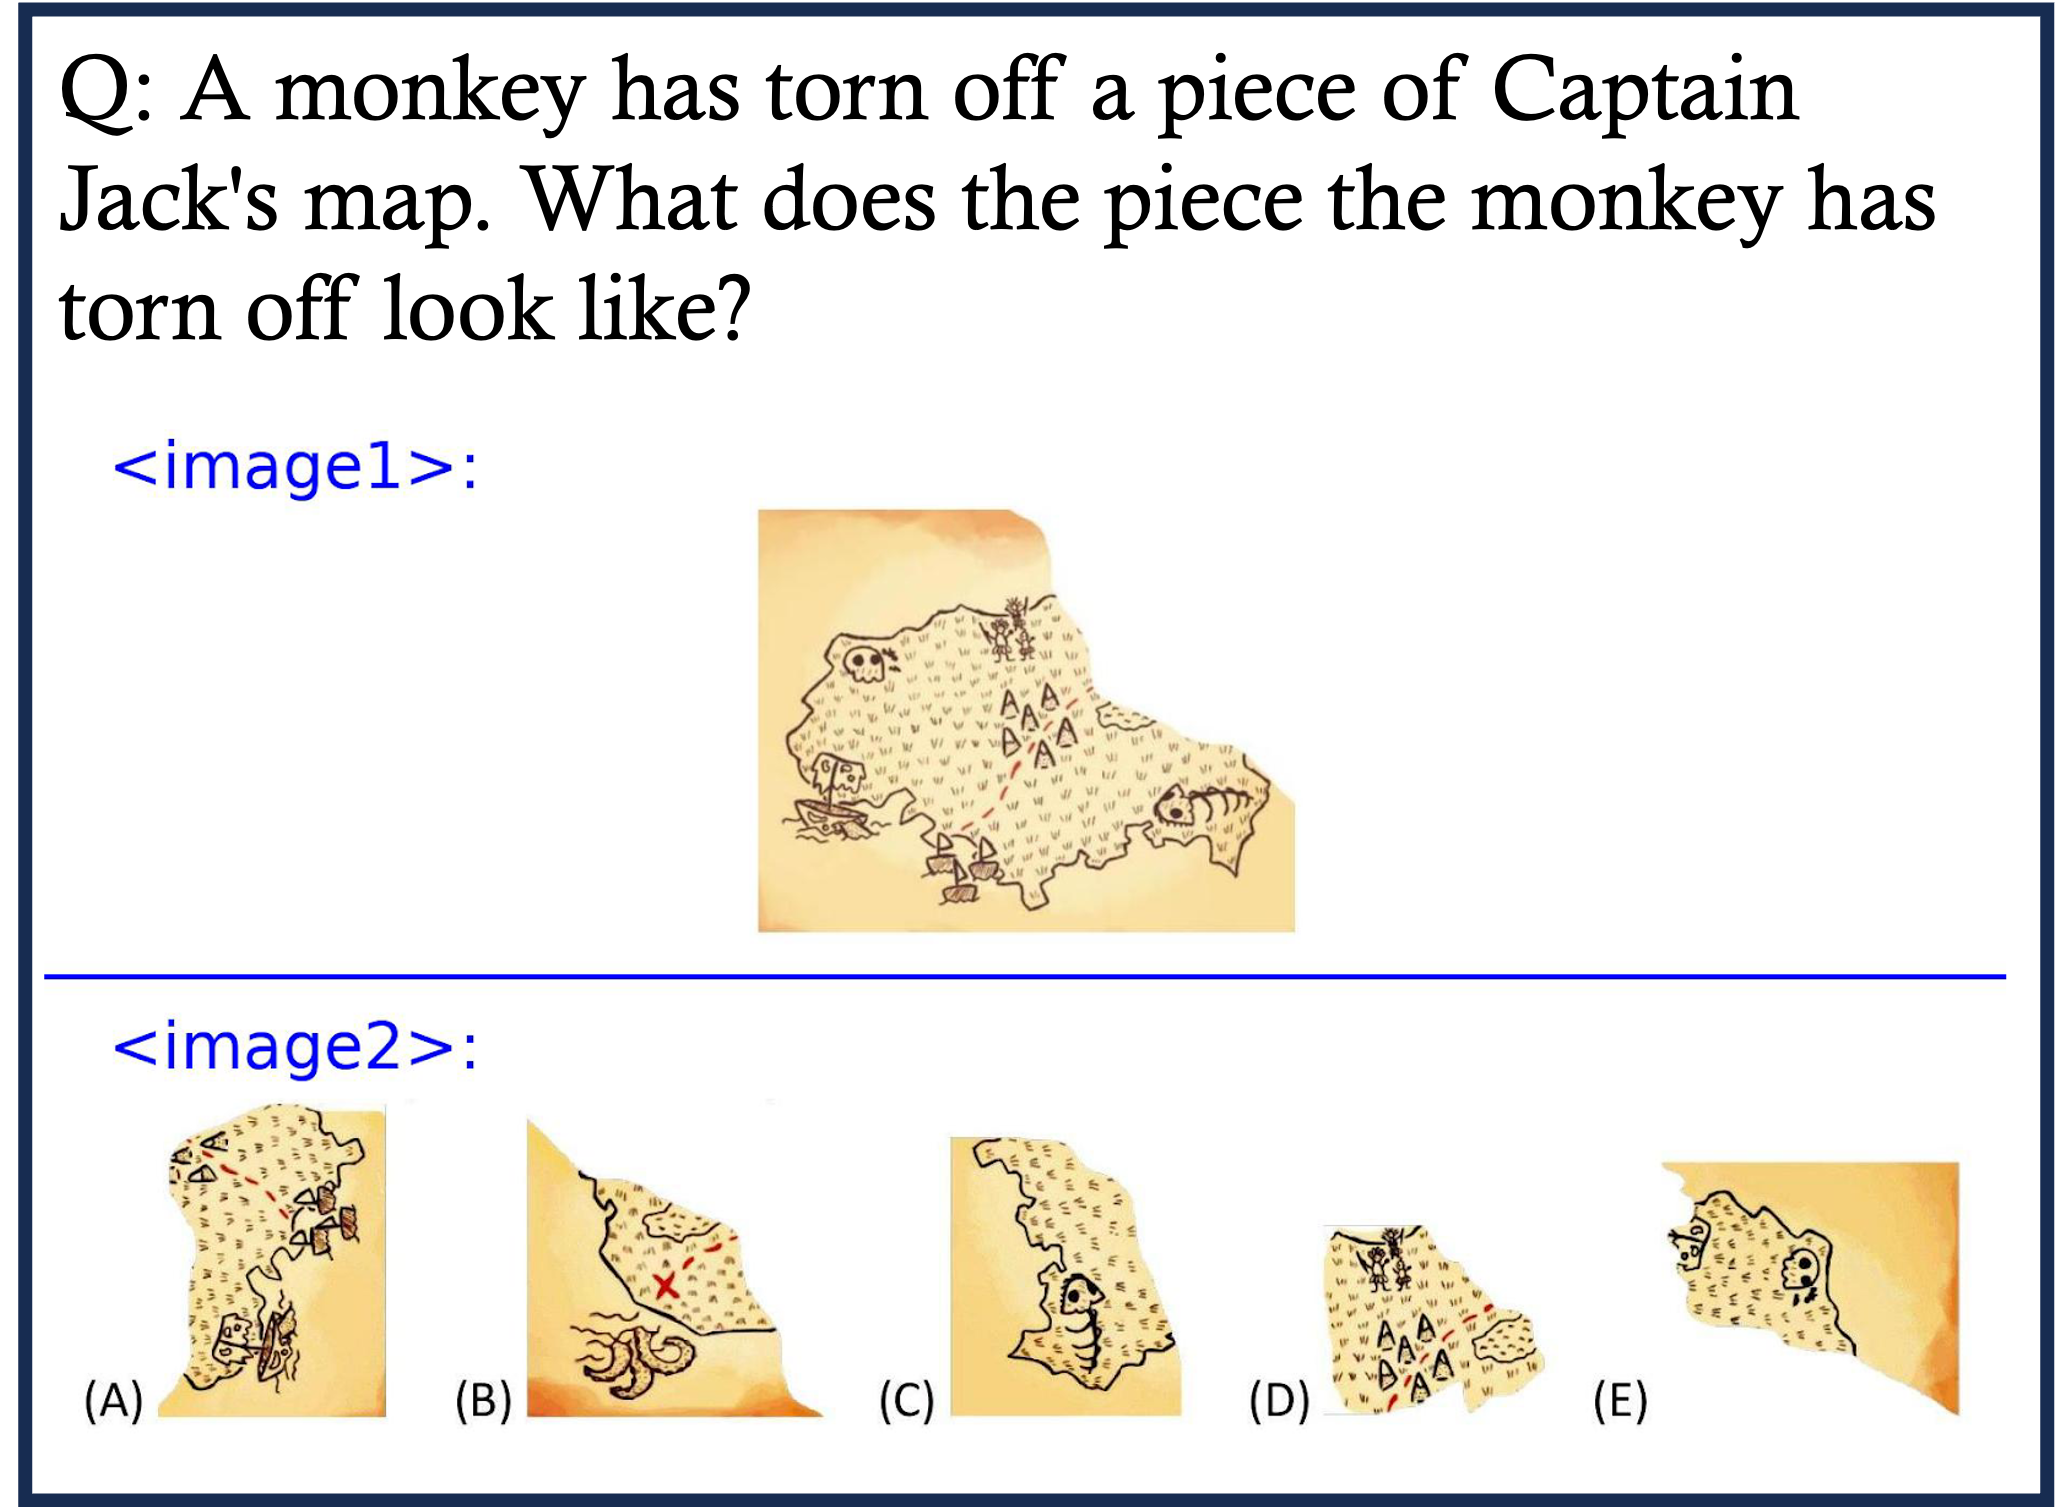 Q: A monkey has torn off a piece of Captain
Jack's map. What does the piece the monkey has
torn off look like?
<image1>:
<image2>:
(A)
(B)
(C)
(D)
(E)